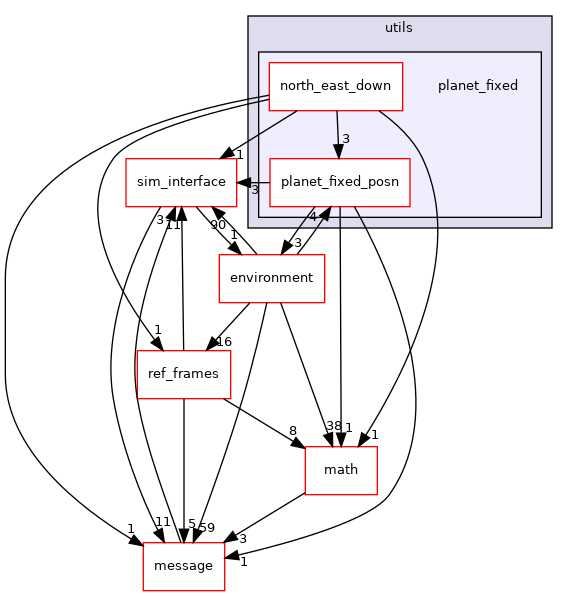 utils
north_east_down
planet_fixed
3
1
sim_interface
planet_fixed_posn
3
3
11
90
4
1
3
environment
1
16
ref_frames
8
38
1
1
math
11
5
59
1
3
1
message